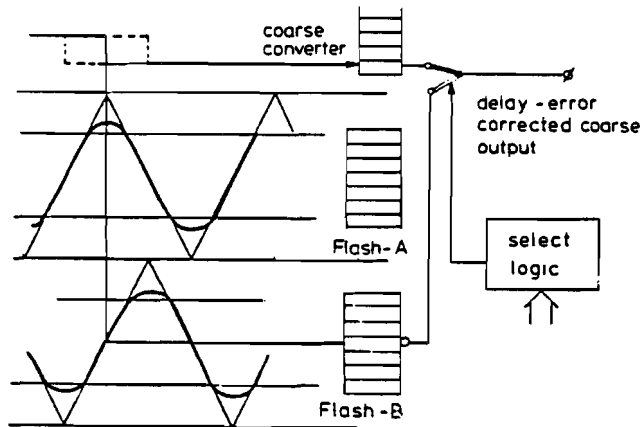 coarse
converter
delay-error
corrected coarse
output
Flash-A
select
logic
Flash-B